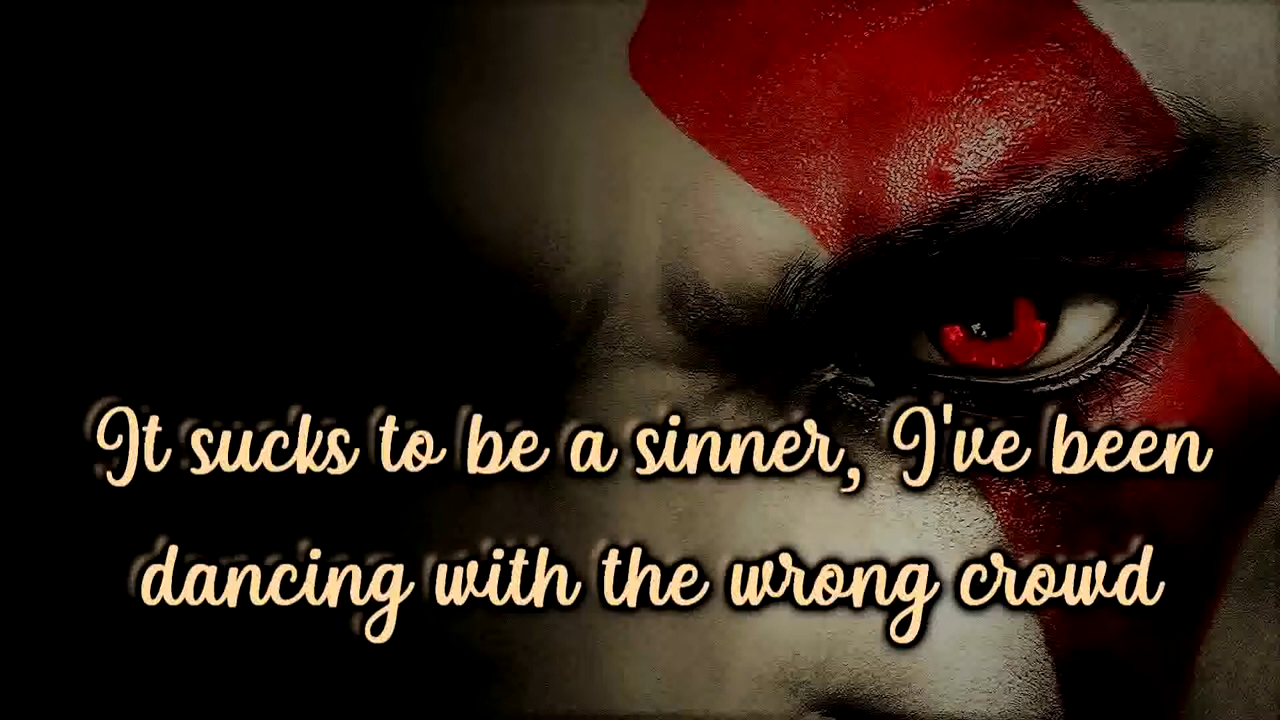 It sucks to be a sinner, I've been
dancing with the wrong crowd